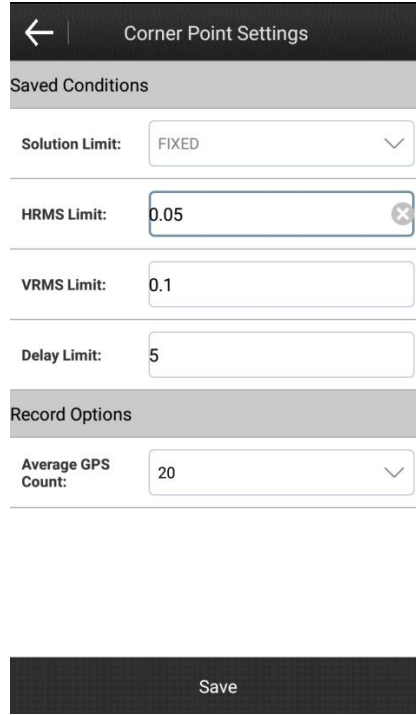 Corner Point Settings
Saved Conditions
Solution Limit: FIXED
HRMS Limit: 0.05
VRMS Limit: 0.1
Delay Limit: 5
Record Options
Average GPS
Count: 20
Save